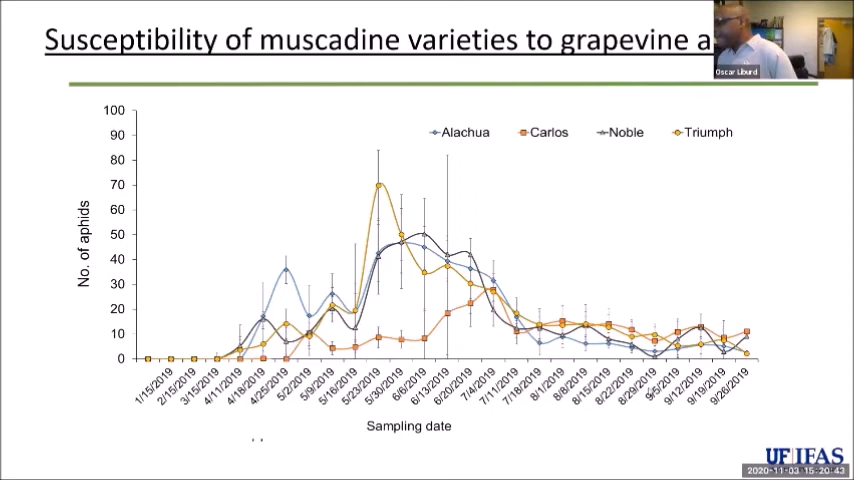 Susceptibility of muscadine varieties to grapevine a
Oscar Liburd
100
90
80
70
60
50
40
30
20
10
0
No. of aphids
Alachua Carlos Noble Triumph
1/15/2019 2/15/2019 3/15/2019 4/11/2019 4/18/2019 4/25/2019 5/2/2019 5/9/2019 5/16/2019 5/23/2019 5/30/2019 6/6/2019 6/13/2019 6/20/2019 7/4/2019 7/11/2019 7/18/2019 8/1/2019 8/8/2019 8/15/2019 8/22/2019 8/29/2019 9/5/2019 9/12/2019 9/19/2019 9/26/2019
Sampling date
UF IFAS
2020-11-03 15:20:43